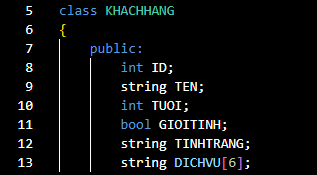 5 class KHACHHANG
6 {
7 public:
8 int ID;
9 string TEN;
10 int TUOI;
11 bool GIOITINH;
12 string TINHTRANG;
13 string DICHVU[6];